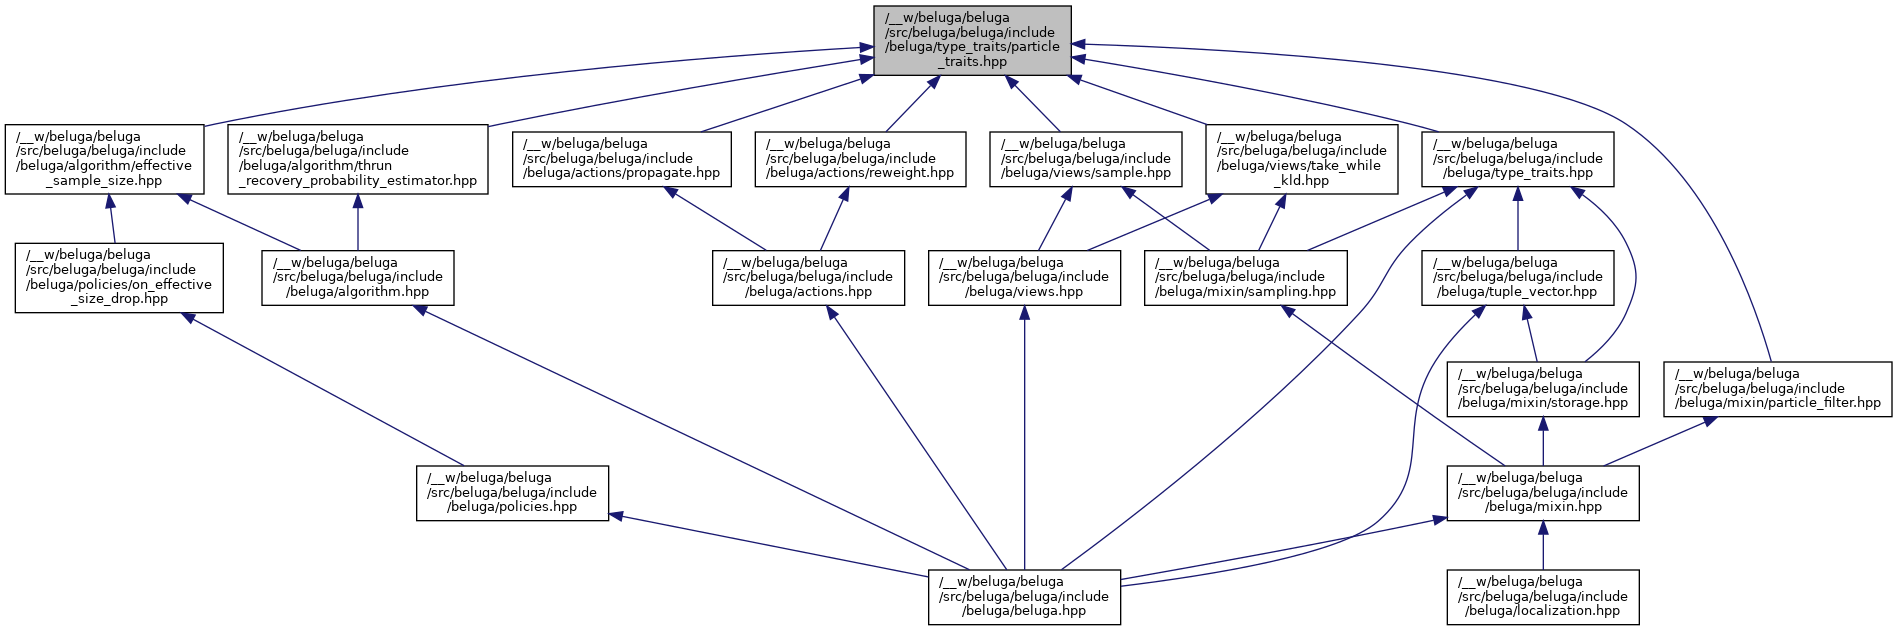 /__w/beluga/beluga
/src/beluga/beluga/include
/beluga/type_traits/particle
_traits.hpp
/__w/beluga/beluga
/src/beluga/beluga/include
/beluga/algorithm/effective
_sample_size.hpp
/__w/beluga/beluga
/src/beluga/beluga/include
/beluga/algorithm/thrun
_recovery_probability_estimator.hpp
/__w/beluga/beluga
/src/beluga/beluga/include
/beluga/actions/propagate.hpp
/__w/beluga/beluga
/src/beluga/beluga/include
/beluga/actions/reweight.hpp
/__w/beluga/beluga
/src/beluga/beluga/include
/beluga/views/sample.hpp
/__w/beluga/beluga
/src/beluga/beluga/include
/beluga/views/take_while
_kld.hpp
/__w/beluga/beluga
/src/beluga/beluga/include
/beluga/type_traits.hpp
/__w/beluga/beluga
/src/beluga/beluga/include
/beluga/policies/on_effective
_size_drop.hpp
/__w/beluga/beluga
/src/beluga/beluga/include
/beluga/algorithm.hpp
/__w/beluga/beluga
/src/beluga/beluga/include
/beluga/actions.hpp
/__w/beluga/beluga
/src/beluga/beluga/include
/beluga/views.hpp
/__w/beluga/beluga
/src/beluga/beluga/include
/beluga/mixin/sampling.hpp
/__w/beluga/beluga
/src/beluga/beluga/include
/beluga/tuple_vector.hpp
/__w/beluga/beluga
/src/beluga/beluga/include
/beluga/mixin/storage.hpp
/__w/beluga/beluga
/src/beluga/beluga/include
/beluga/mixin/particle_filter.hpp
/__w/beluga/beluga
/src/beluga/beluga/include
/beluga/policies.hpp
/__w/beluga/beluga
/src/beluga/beluga/include
/beluga/mixin.hpp
/__w/beluga/beluga
/src/beluga/beluga/include
/beluga/beluga.hpp
/__w/beluga/beluga
/src/beluga/beluga/include
/beluga/localization.hpp